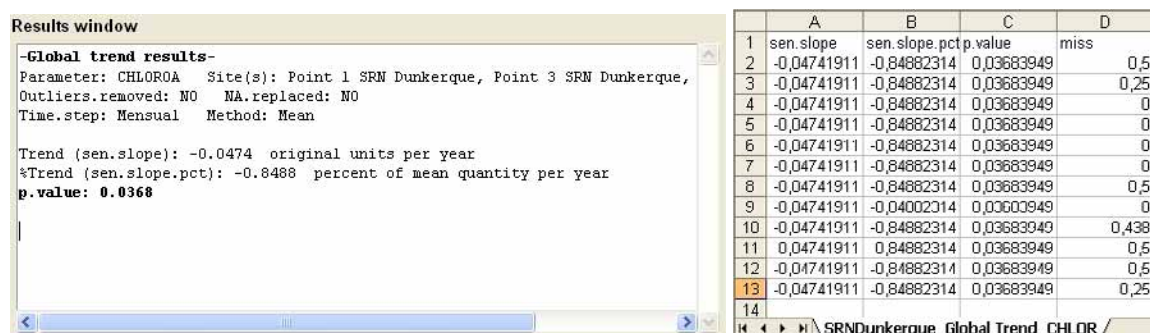 Results window
-Global trend results-
Parameter: CHLOROA Site(s): Point 1 SRN Dunkerque, Point 3 SRN Dunkerque,
Outliers.removed: NO NA.replaced: NO
Time.step: Mensual Method: Mean
Trend (sen.slope): -0.0474 original units per year
%Trend (sen.slope.pct): -0.8488 percent of mean quantity per year
p.value: 0.0368
A B C D
1 sen.slope sen.slope.pct p.value miss
2 -0,04741911 -0,84882314 0,03683949 0,5
3 -0,04741911 -0,84882314 0,03683949 0,25
4 -0,04741911 -0,84882314 0,03683949 0
5 -0,04741911 -0,84882314 0,03683949 0
6 -0,04741911 -0,84882314 0,03683949 0
7 -0,04741911 -0,84882314 0,03683949 0
8 -0,04741911 -0,84882314 0,03683949 0,5
9 -0,04741911 0
10 -0,04741911 -0,84882314 0,03683949 0,438
11 0,04741911 0,84882314 0,03683949 0,5
12 -0,04741911 -0,84882314 0,03683949 0,5
13 -0,04741911 -0,84882314 0,03683949 0,25
14
SRNDunkerque_Global Trend_CHLOR